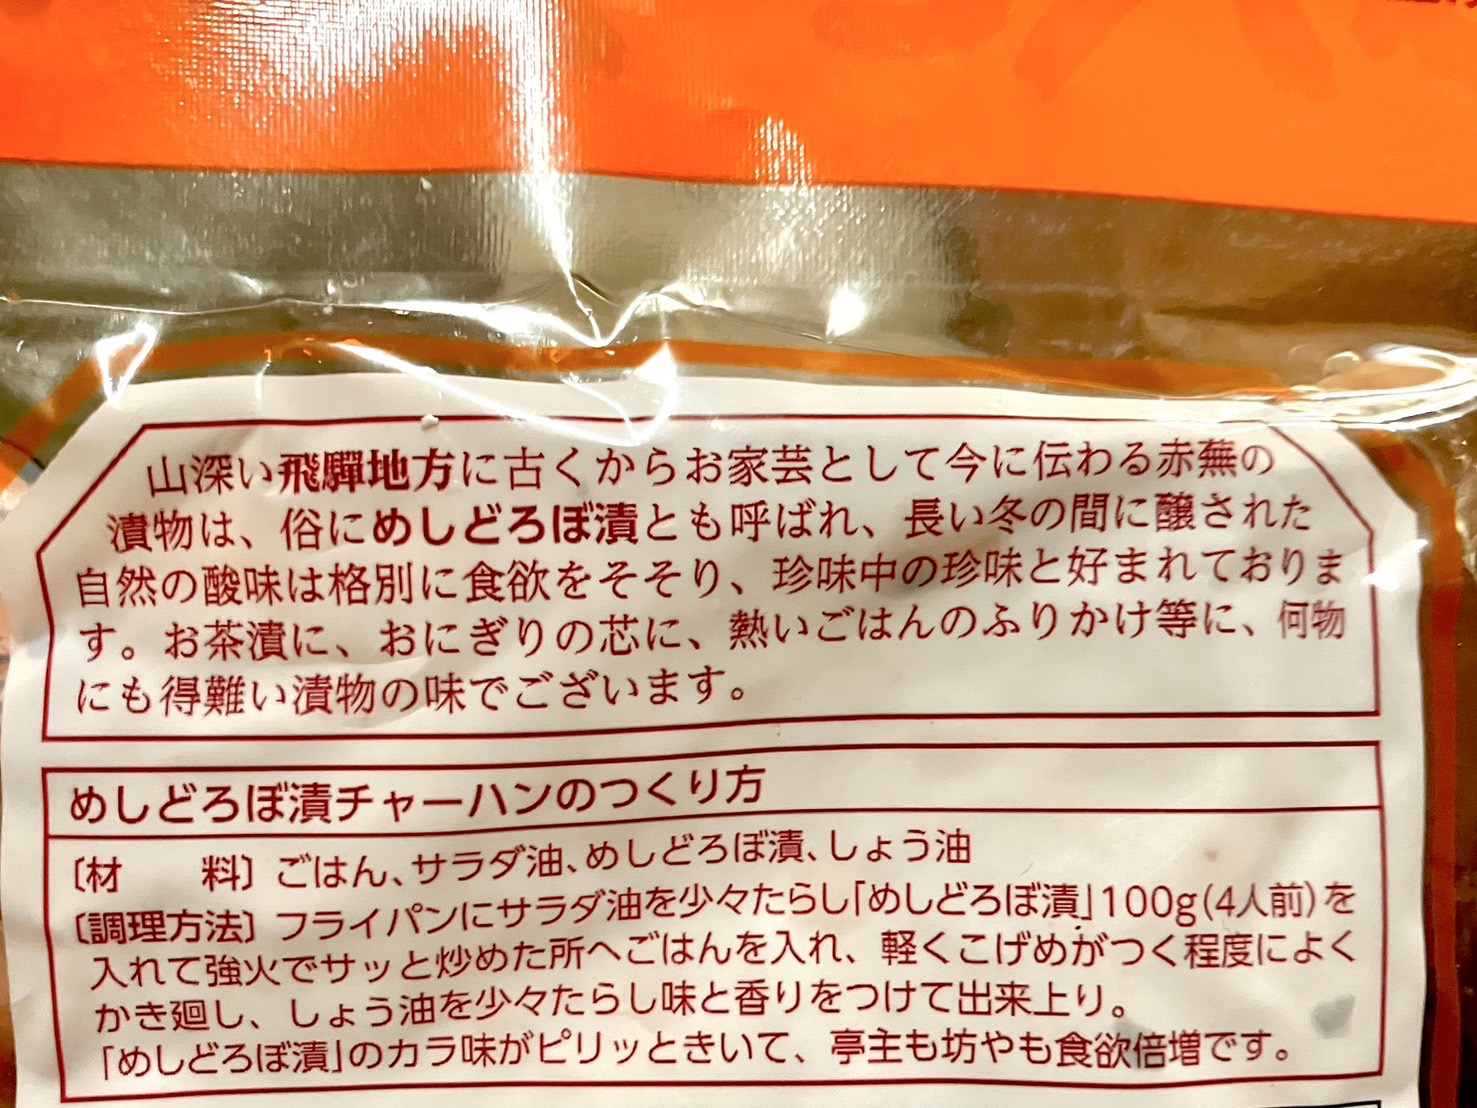 山深い飛驒地方に古くからお家芸として今に伝わる赤蕪の
漬物は、俗にめしどろぼ漬とも呼ばれ、長い冬の間に醸された
自然の酸味は格別に食欲をそそり、珍味中の珍味と好まれておりま
す。お茶漬に、おにぎりの芯に、熱いごはんのふりかけ等に、何物
にも得難い漬物の味でございます。
めしどろぼ漬チャーハンのつくり方
〔材　料〕ごはん、サラダ油、めしどろぼ漬、しょう油
〔調理方法〕フライパンにサラダ油を少々たらし「めしどろぼ漬」100g(4人前)を
入れて強火でサッと炒めた所へごはんを入れ、軽くこげめがつく程度によく
かき廻し、しょう油を少々たらし味と香りをつけて出来上り。
「めしどろぼ漬」のカラ味がピリッときいて、亭主も坊やも食欲倍増です。